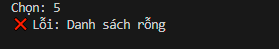 Chọn: 5
❌ Lỗi: Danh sách rỗng